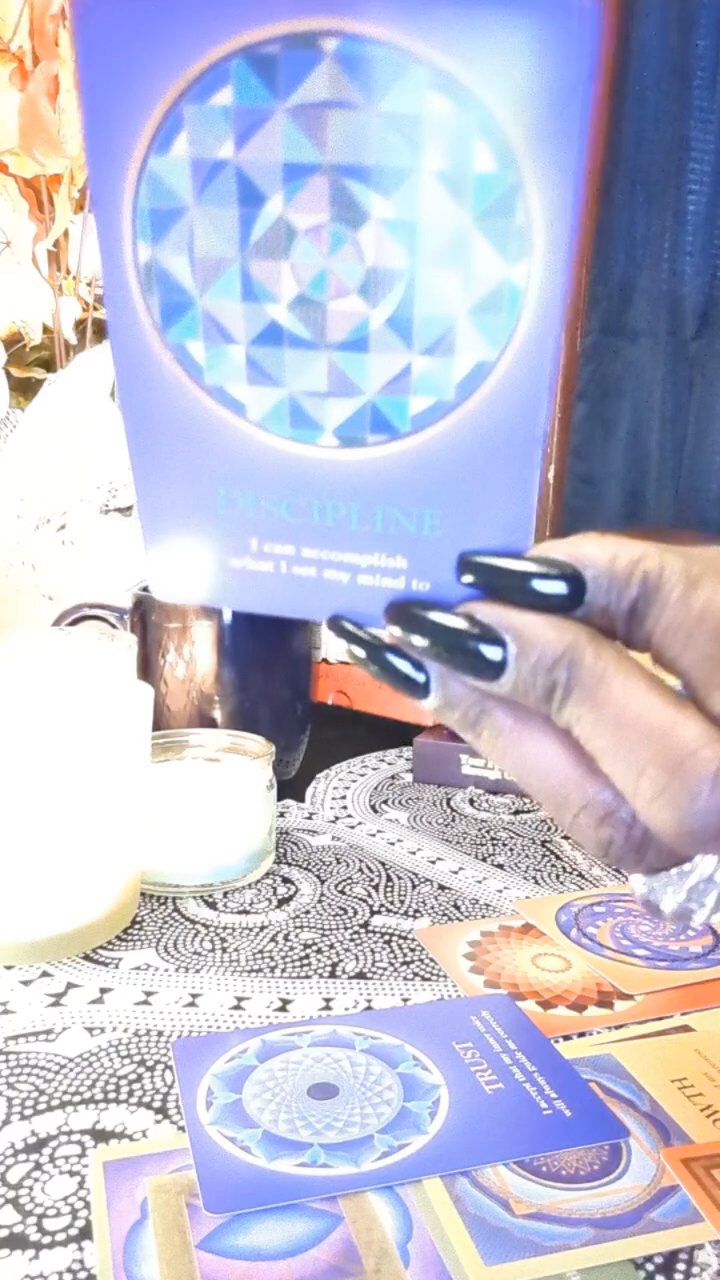 DISCIPLINE
I can accomplish
what I set my mind to
TRUST
I accept that my inner voice
will always guide me correctly
WTH